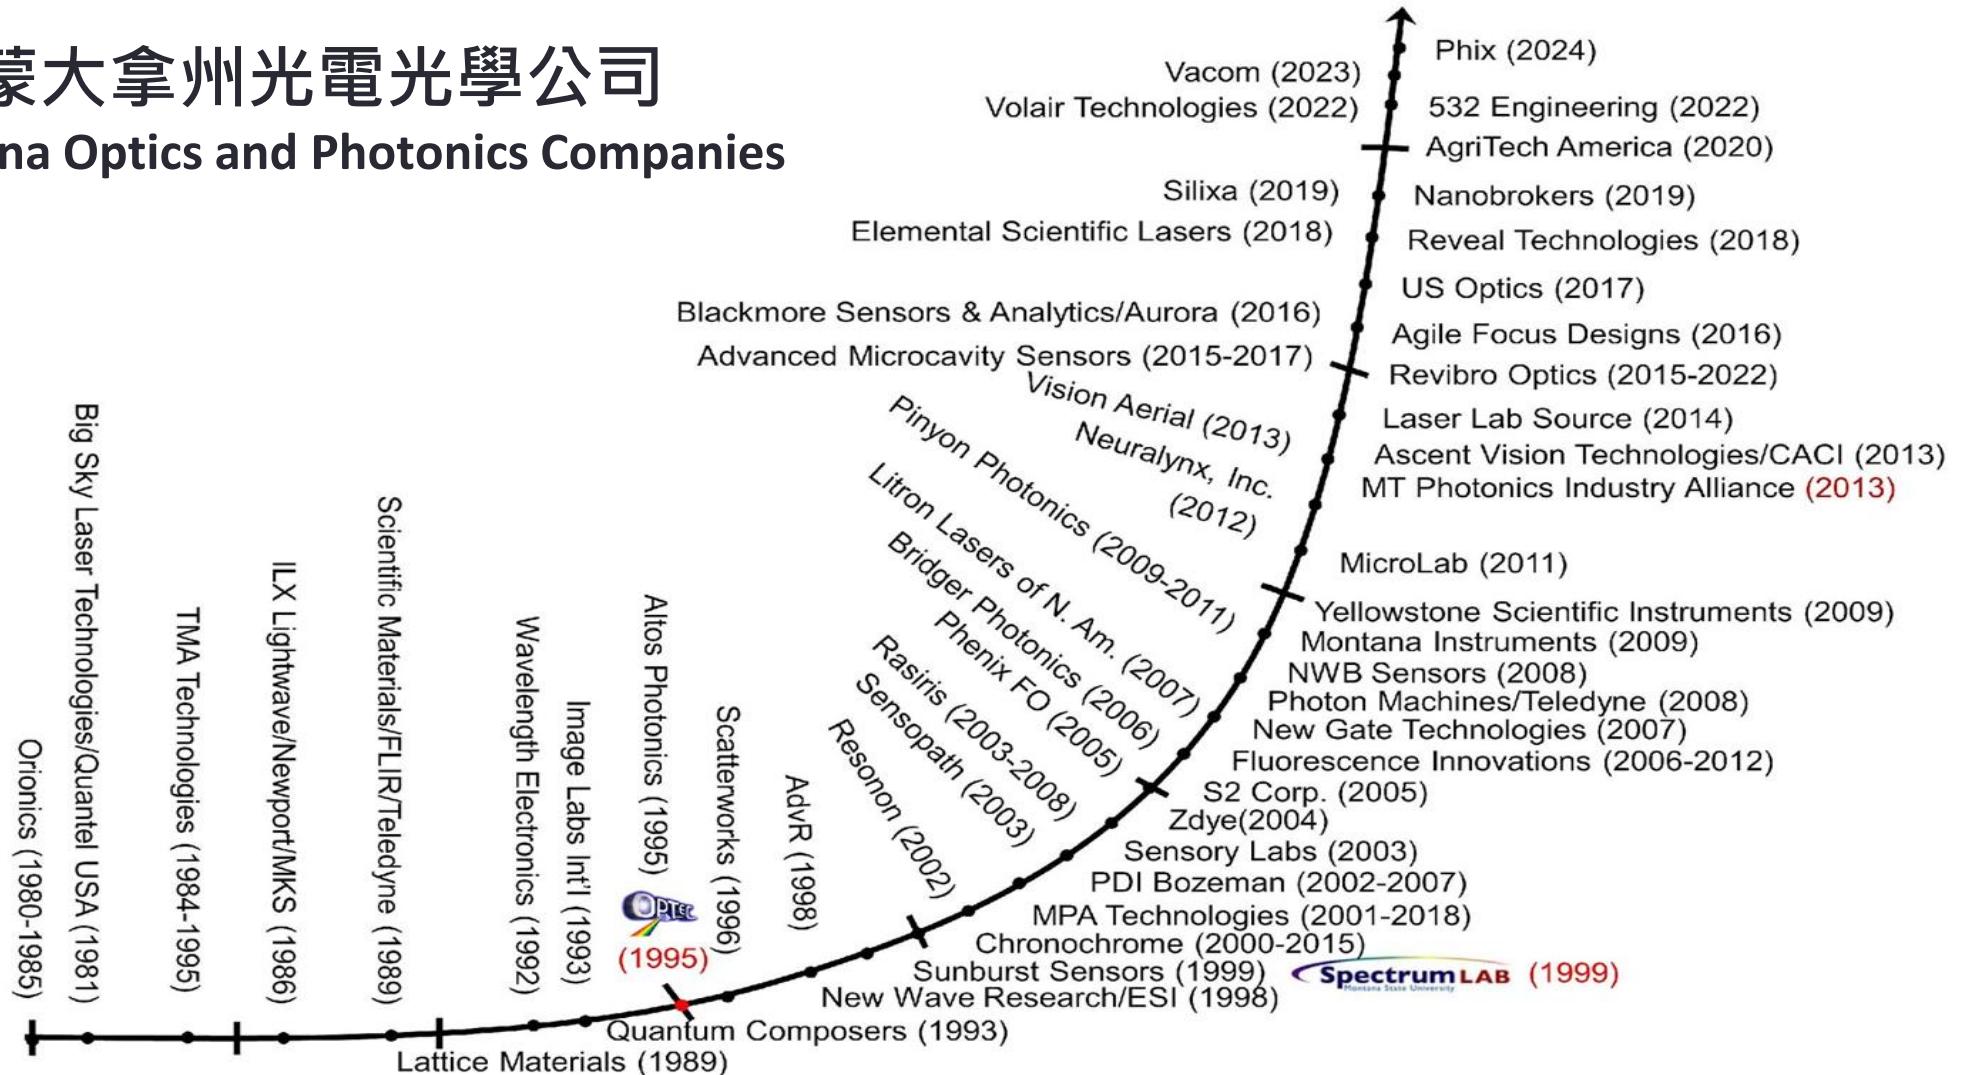 蒙大拿州光電光學公司
na Optics and Photonics Companies
Orionics (1980-1985)
Big Sky Laser Technologies/Quantel USA (1981)
TMA Technologies (1984-1995)
ILX Lightwave/Newport/MKS (1986)
Scientific Materials/FLIR/Teledyne (1989)
Lattice Materials (1989)
Wavelength Electronics (1992)
Image Labs Int'l (1993)
Quantum Composers (1993)
Altos Photonics (1995)
OPTEC
(1995)
Scatterworks (1996)
AdvR (1998)
New Wave Research/ESI (1998)
Sunburst Sensors (1999)
Spectrum LAB (1999)
Montana State University
Chronochrome (2000-2015)
MPA Technologies (2001-2018)
Resonon (2002)
PDI Bozeman (2002-2007)
Sensopath (2003)
Rasiris (2003-2008)
Sensory Labs (2003)
Zdye(2004)
Phenix FO (2005)
S2 Corp. (2005)
Bridger Photonics (2006)
Fluorescence Innovations (2006-2012)
Litron Lasers of N. Am. (2007)
New Gate Technologies (2007)
Photon Machines/Teledyne (2008)
NWB Sensors (2008)
Pinyon Photonics (2009-2011)
Montana Instruments (2009)
Yellowstone Scientific Instruments (2009)
MicroLab (2011)
Neuralynx, Inc.
(2012)
Vision Aerial (2013)
MT Photonics Industry Alliance (2013)
Ascent Vision Technologies/CACI (2013)
Laser Lab Source (2014)
Advanced Microcavity Sensors (2015-2017)
Revibro Optics (2015-2022)
Blackmore Sensors & Analytics/Aurora (2016)
Agile Focus Designs (2016)
US Optics (2017)
Elemental Scientific Lasers (2018)
Reveal Technologies (2018)
Silixa (2019)
Nanobrokers (2019)
AgriTech America (2020)
Volair Technologies (2022)
532 Engineering (2022)
Vacom (2023)
Phix (2024)